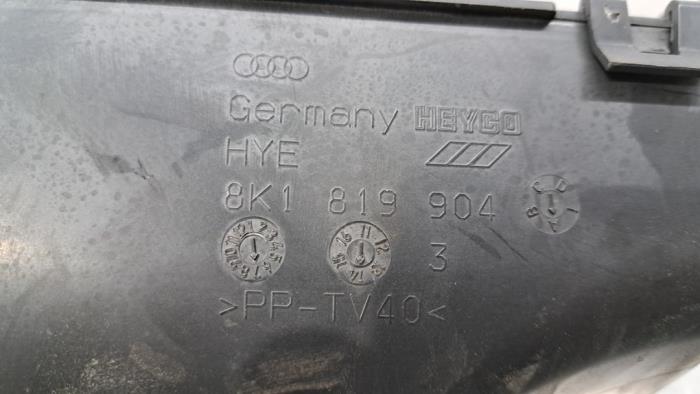 Germany HEYCO
HYE
8K1 819 904
3
>PP-TV40<